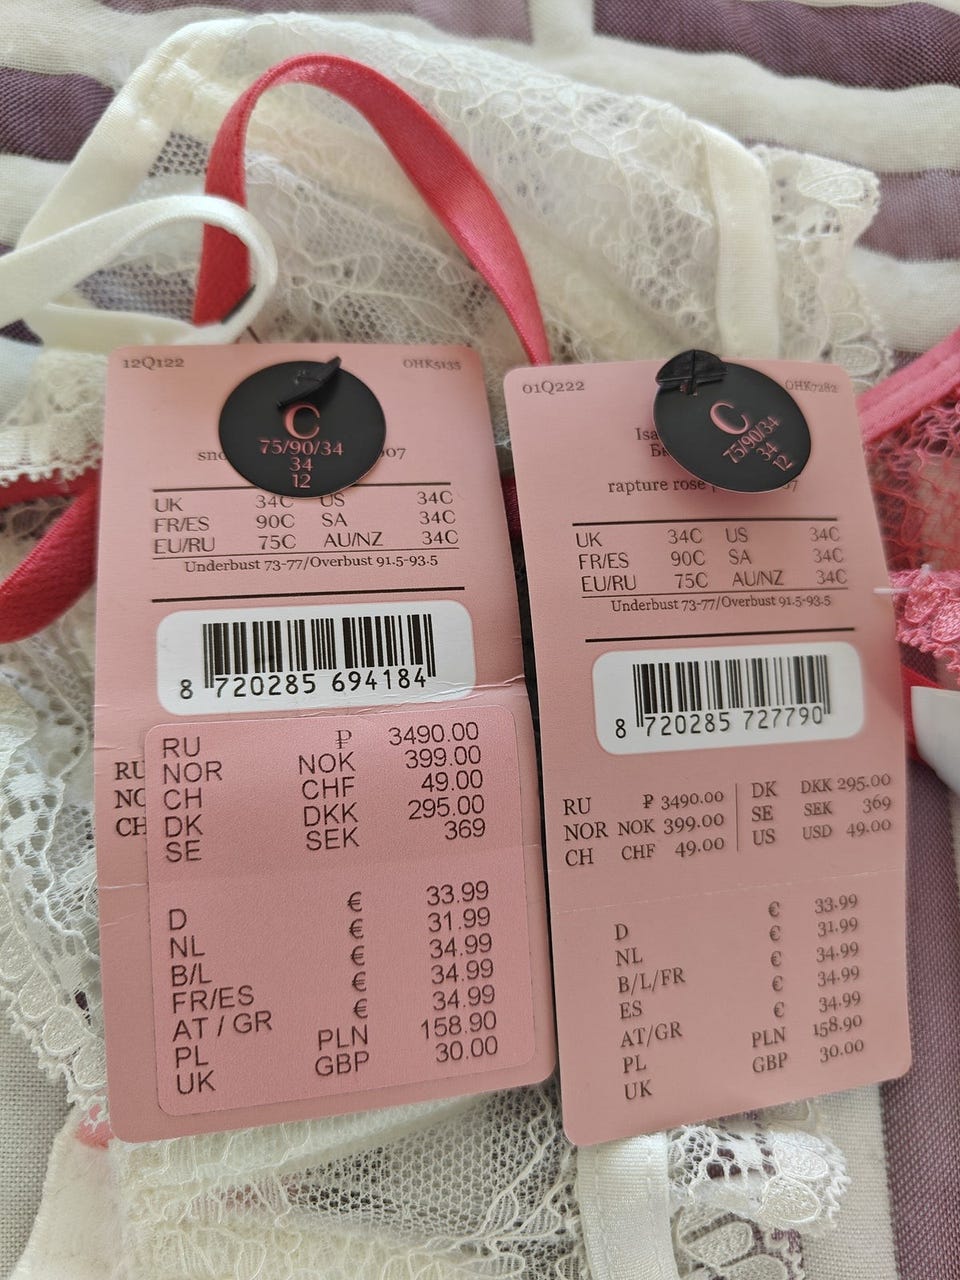 12Q122 OHK5135
C
75/90/34
34
12
UK 34C US 34C
FR/ES 90C SA 34C
EU/RU 75C AU/NZ 34C
Underbust 73-77/Overbust 91.5-93.5
8 720285 694184
RU ₽ 3490.00
NOR NOK 399.00
CH CHF 49.00
DK DKK 295.00
SE SEK 369
D € 33.99
NL € 31.99
B/L € 34.99
FR/ES € 34.99
AT / GR € 34.99
PL PLN 158.90
UK GBP 30.00
RU
CH
01Q222 OHK7282
C
75/90/34
34
12
rapture rose
UK 34C US 34C
FR/ES 90C SA 34C
EU/RU 75C AU/NZ 34C
Underbust 73-77/Overbust 91.5-93.5
8 720285 727790
RU ₽ 3490.00 DK DKK 295.00
NOR NOK 399.00 SE SEK 369
CH CHF 49.00 US USD 49.00
D € 33.99
NL € 31.99
B/L/FR € 34.99
ES € 34.99
AT/GR € 34.99
PL PLN 158.90
UK GBP 30.00